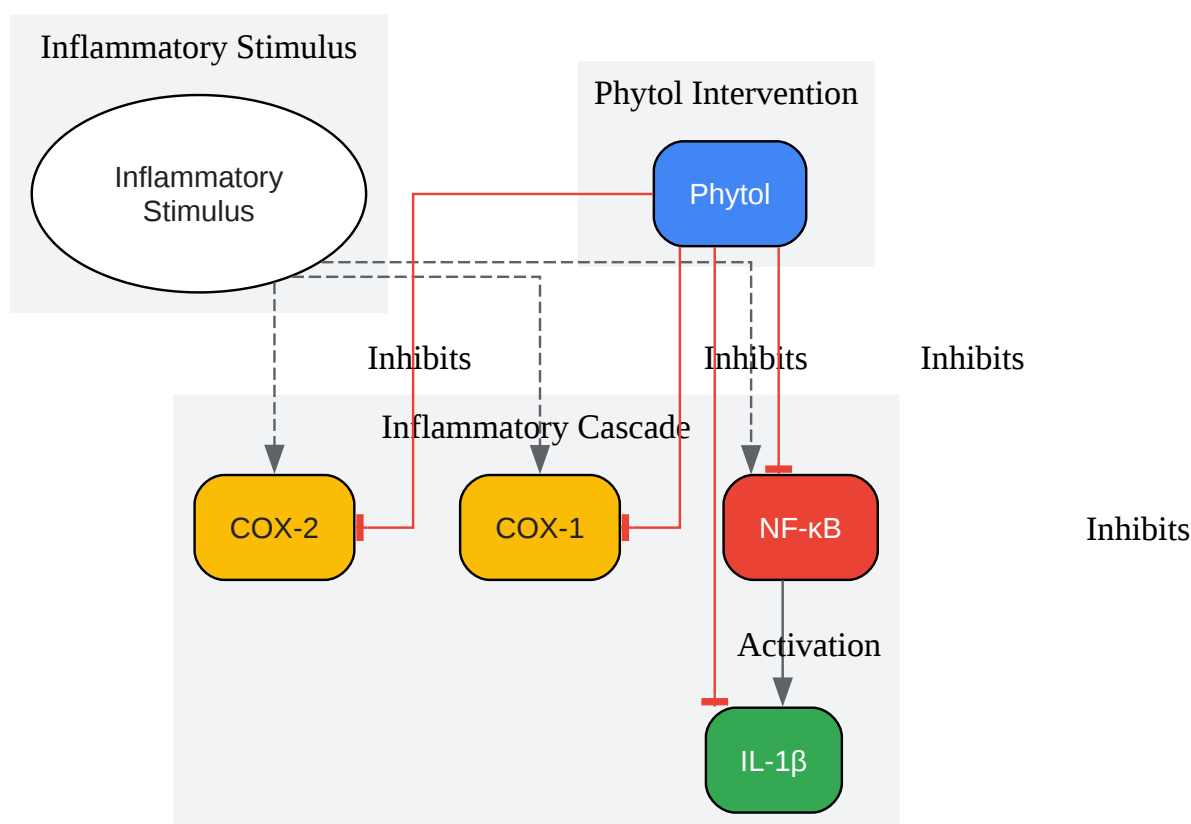 Inflammatory Stimulus
Phytol Intervention
Inflammatory
Stimulus
Phytol
Inhibits
Inhibits
Inhibits
Inflammatory Cascade
COX-2
COX-1
NF-κB
Inhibits
Activation
IL-1β